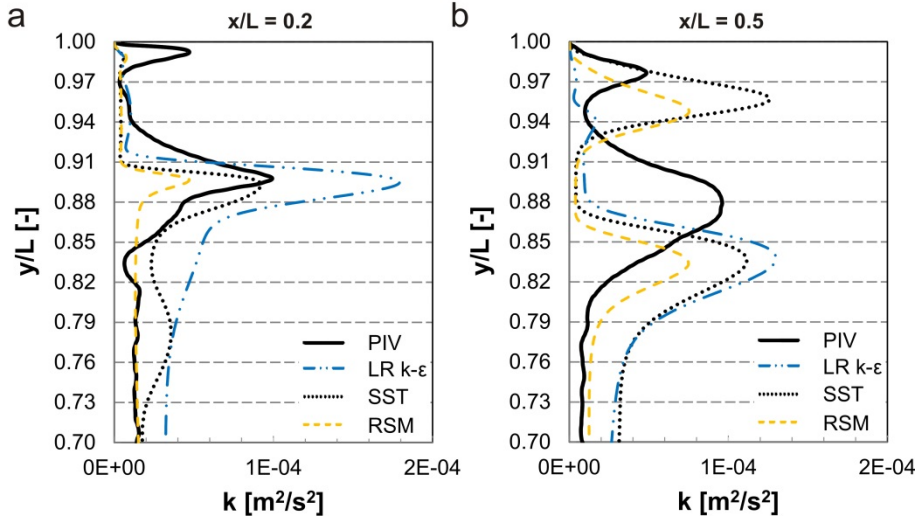 a
x/L = 0.2
1.00
0.97
0.94
0.91
0.88
0.85
0.82
0.79
0.76
0.73
0.70
y/L [-]
PIV
LR k-ε
SST
RSM
0E+00
1E-04
2E-04
k [m²/s²]
b
x/L = 0.5
1.00
0.97
0.94
0.91
0.88
0.85
0.82
0.79
0.76
0.73
0.70
y/L [-]
PIV
LR k-ε
SST
RSM
0E+00
1E-04
2E-04
k [m²/s²]